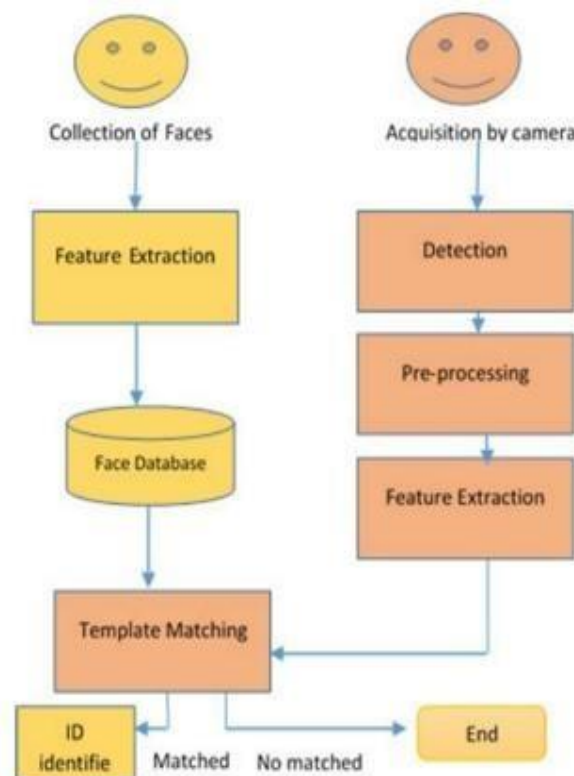 Collection of Faces
Acquisition by camera
Feature Extraction
Detection
Pre-processing
Face Database
Feature Extraction
Template Matching
ID
identifie
Matched
No matched
End